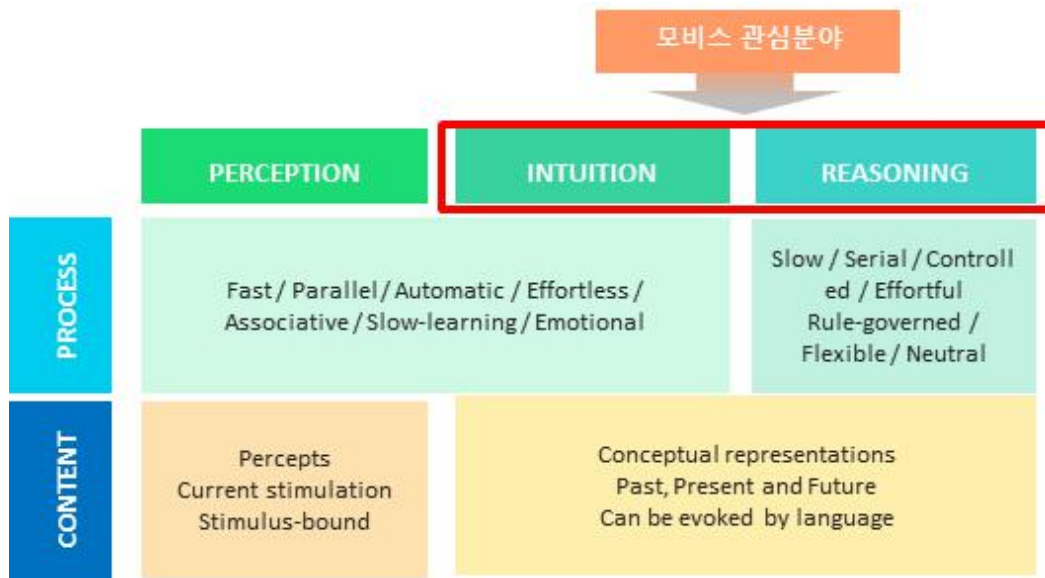 모비스 관심분야
PERCEPTION
INTUITION
REASONING
PROCESS
Fast / Parallel / Automatic / Effortless /
Associative / Slow-learning / Emotional
Slow / Serial / Controll
ed / Effortful
Rule-governed /
Flexible / Neutral
CONTENT
Percepts
Current stimulation
Stimulus-bound
Conceptual representations
Past, Present and Future
Can be evoked by language